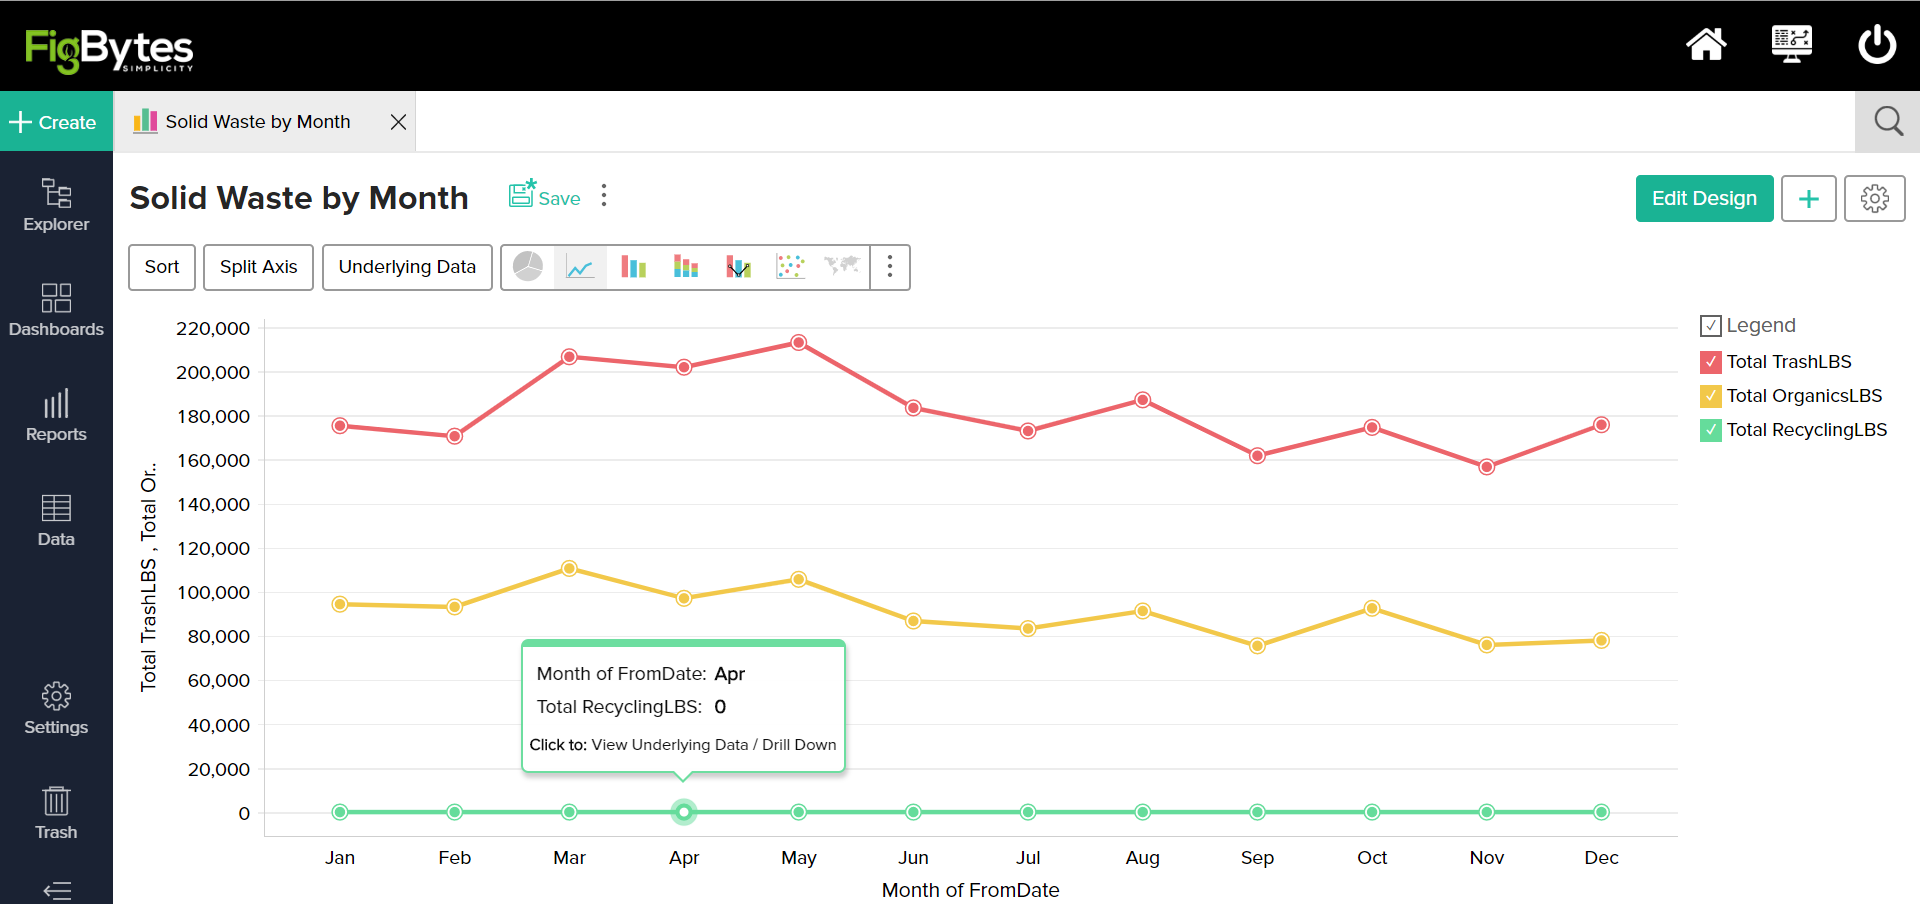 FigBytes
SIMPLICITY
Create
Solid Waste by Month
Explorer
Dashboards
Reports
Data
Settings
Trash
Solid Waste by Month
Save
Edit Design
Sort
Split Axis
Underlying Data
220,000
200,000
180,000
160,000
140,000
120,000
100,000
80,000
60,000
40,000
20,000
0
Total TrashLBS , Total Or..
Month of FromDate: Apr
Total RecyclingLBS: 0
Click to: View Underlying Data / Drill Down
Jan Feb Mar Apr May Jun Jul Aug Sep Oct Nov Dec
Month of FromDate
Legend
Total TrashLBS
Total OrganicsLBS
Total RecyclingLBS